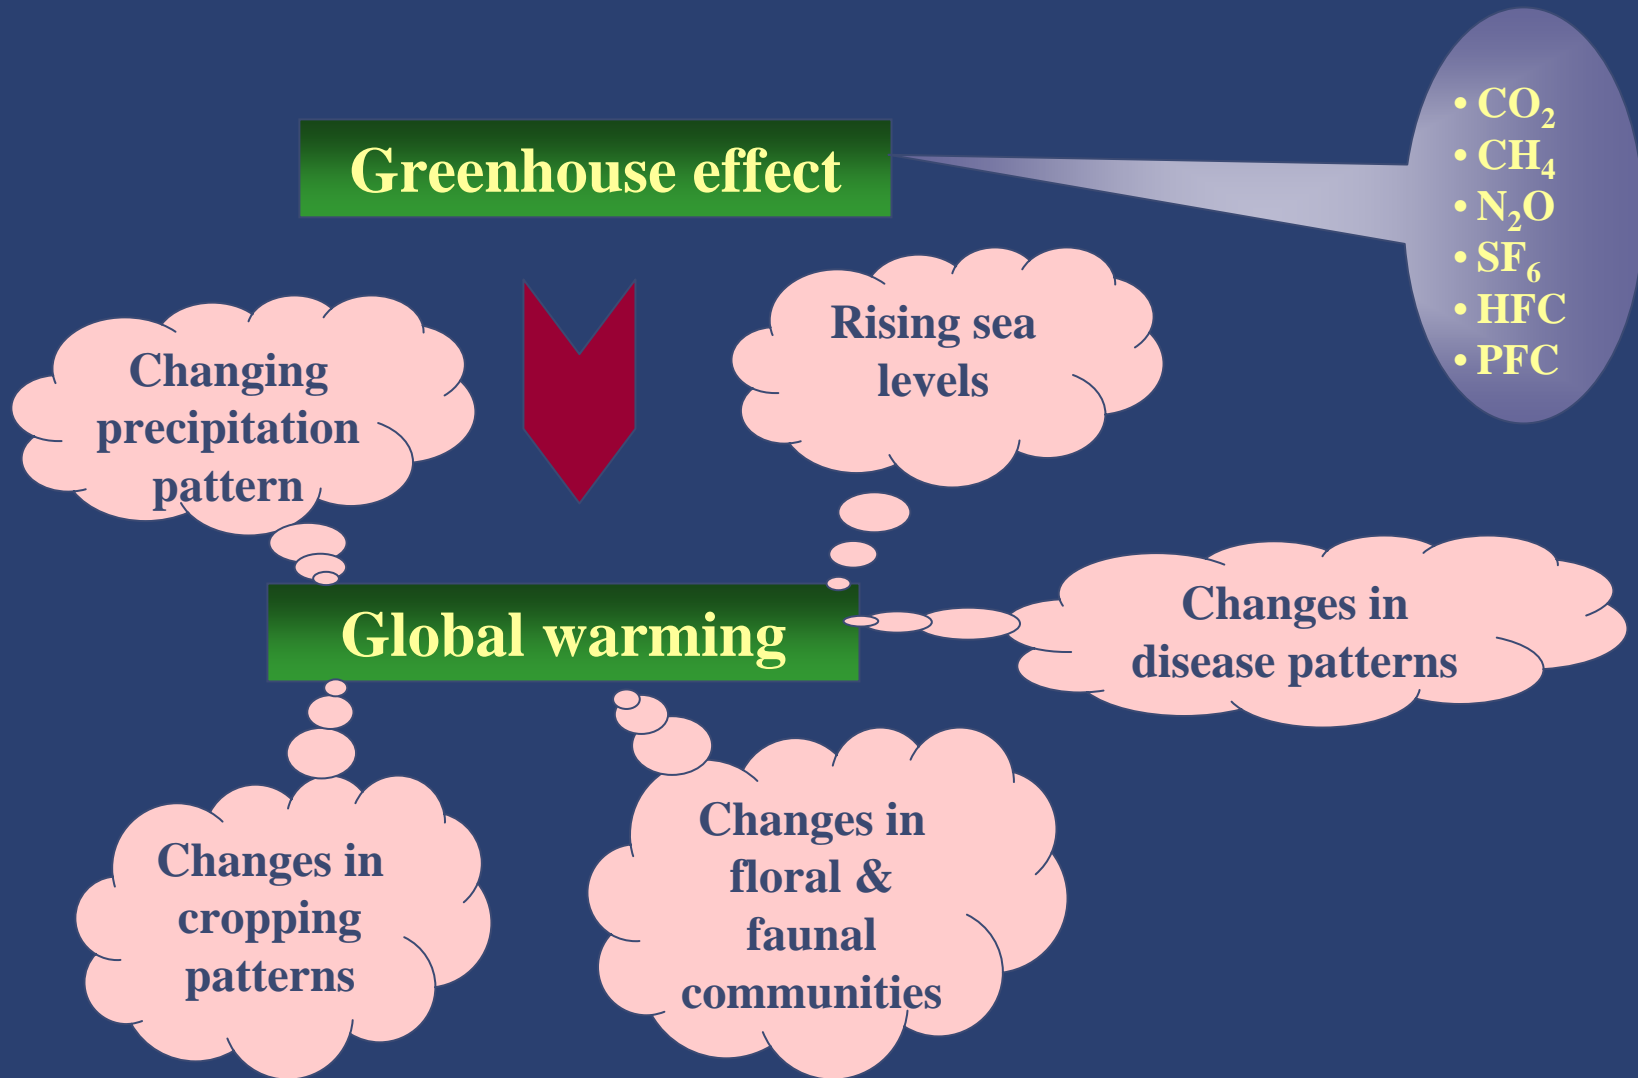 Greenhouse effect
• CO₂
• CH₄
• N₂O
• SF₆
• HFC
• PFC
Changing
precipitation
pattern
Rising sea
levels
Global warming
Changes in
disease patterns
Changes in
cropping
patterns
Changes in
floral &
faunal
communities